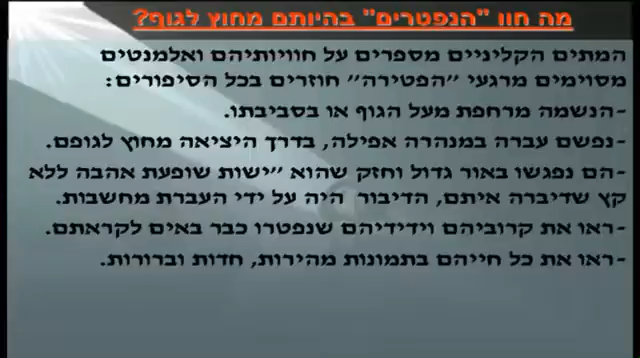 מה חוו "הנפטרים" בהיותם מחוץ לגוף?
המתים הקליניים מספרים על חוויותיהם ואלמנטים
מסוימים מרגעי "הפטירה" חוזרים בכל הסיפורים:
-הנשמה מרחפת מעל הגוף או בסביבתו.
-נפשם עברה במנהרה אפילה, בדרך היציאה מחוץ לגופם.
-הם נפגשו באור גדול וחזק שהוא "ישות שופעת אהבה ללא
קץ שדיברה איתם, הדיבור היה על ידי העברת מחשבות.
-ראו את קרוביהם וידידיהם שנפטרו כבר באים לקראתם.
-ראו את כל חייהם בתמונות מהירות, חדות וברורות.